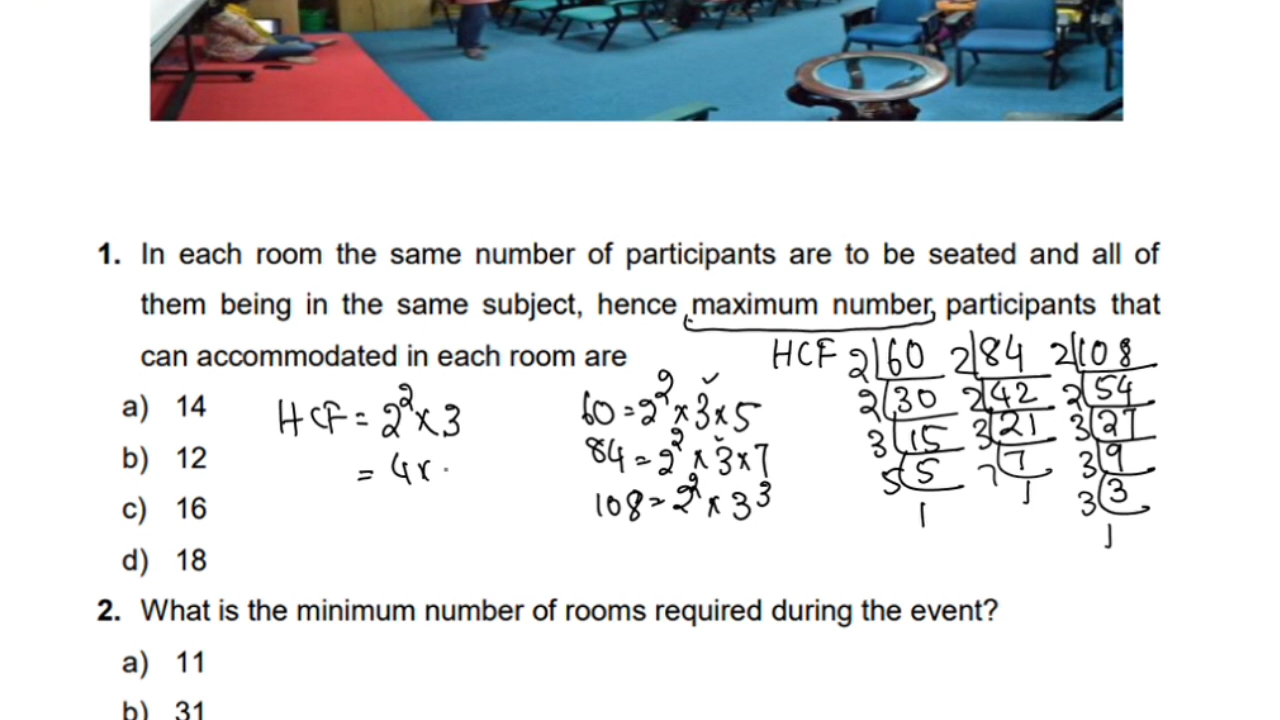 1. In each room the same number of participants are to be seated and all of
them being in the same subject, hence maximum number, participants that
can accommodated in each room are
HCF 2|60 2|84 2|108
2|30 2|42 2|54
3|15 3|21 3|27
5|5 7|7 3|9
1 1 3|3
1
a) 14
b) 12
c) 16
d) 18
HCF = 2²×3
= 4×
60 = 2²×3×5
84 = 2²×3×7
108 = 2²×3³
2. What is the minimum number of rooms required during the event?
a) 11
b) 31